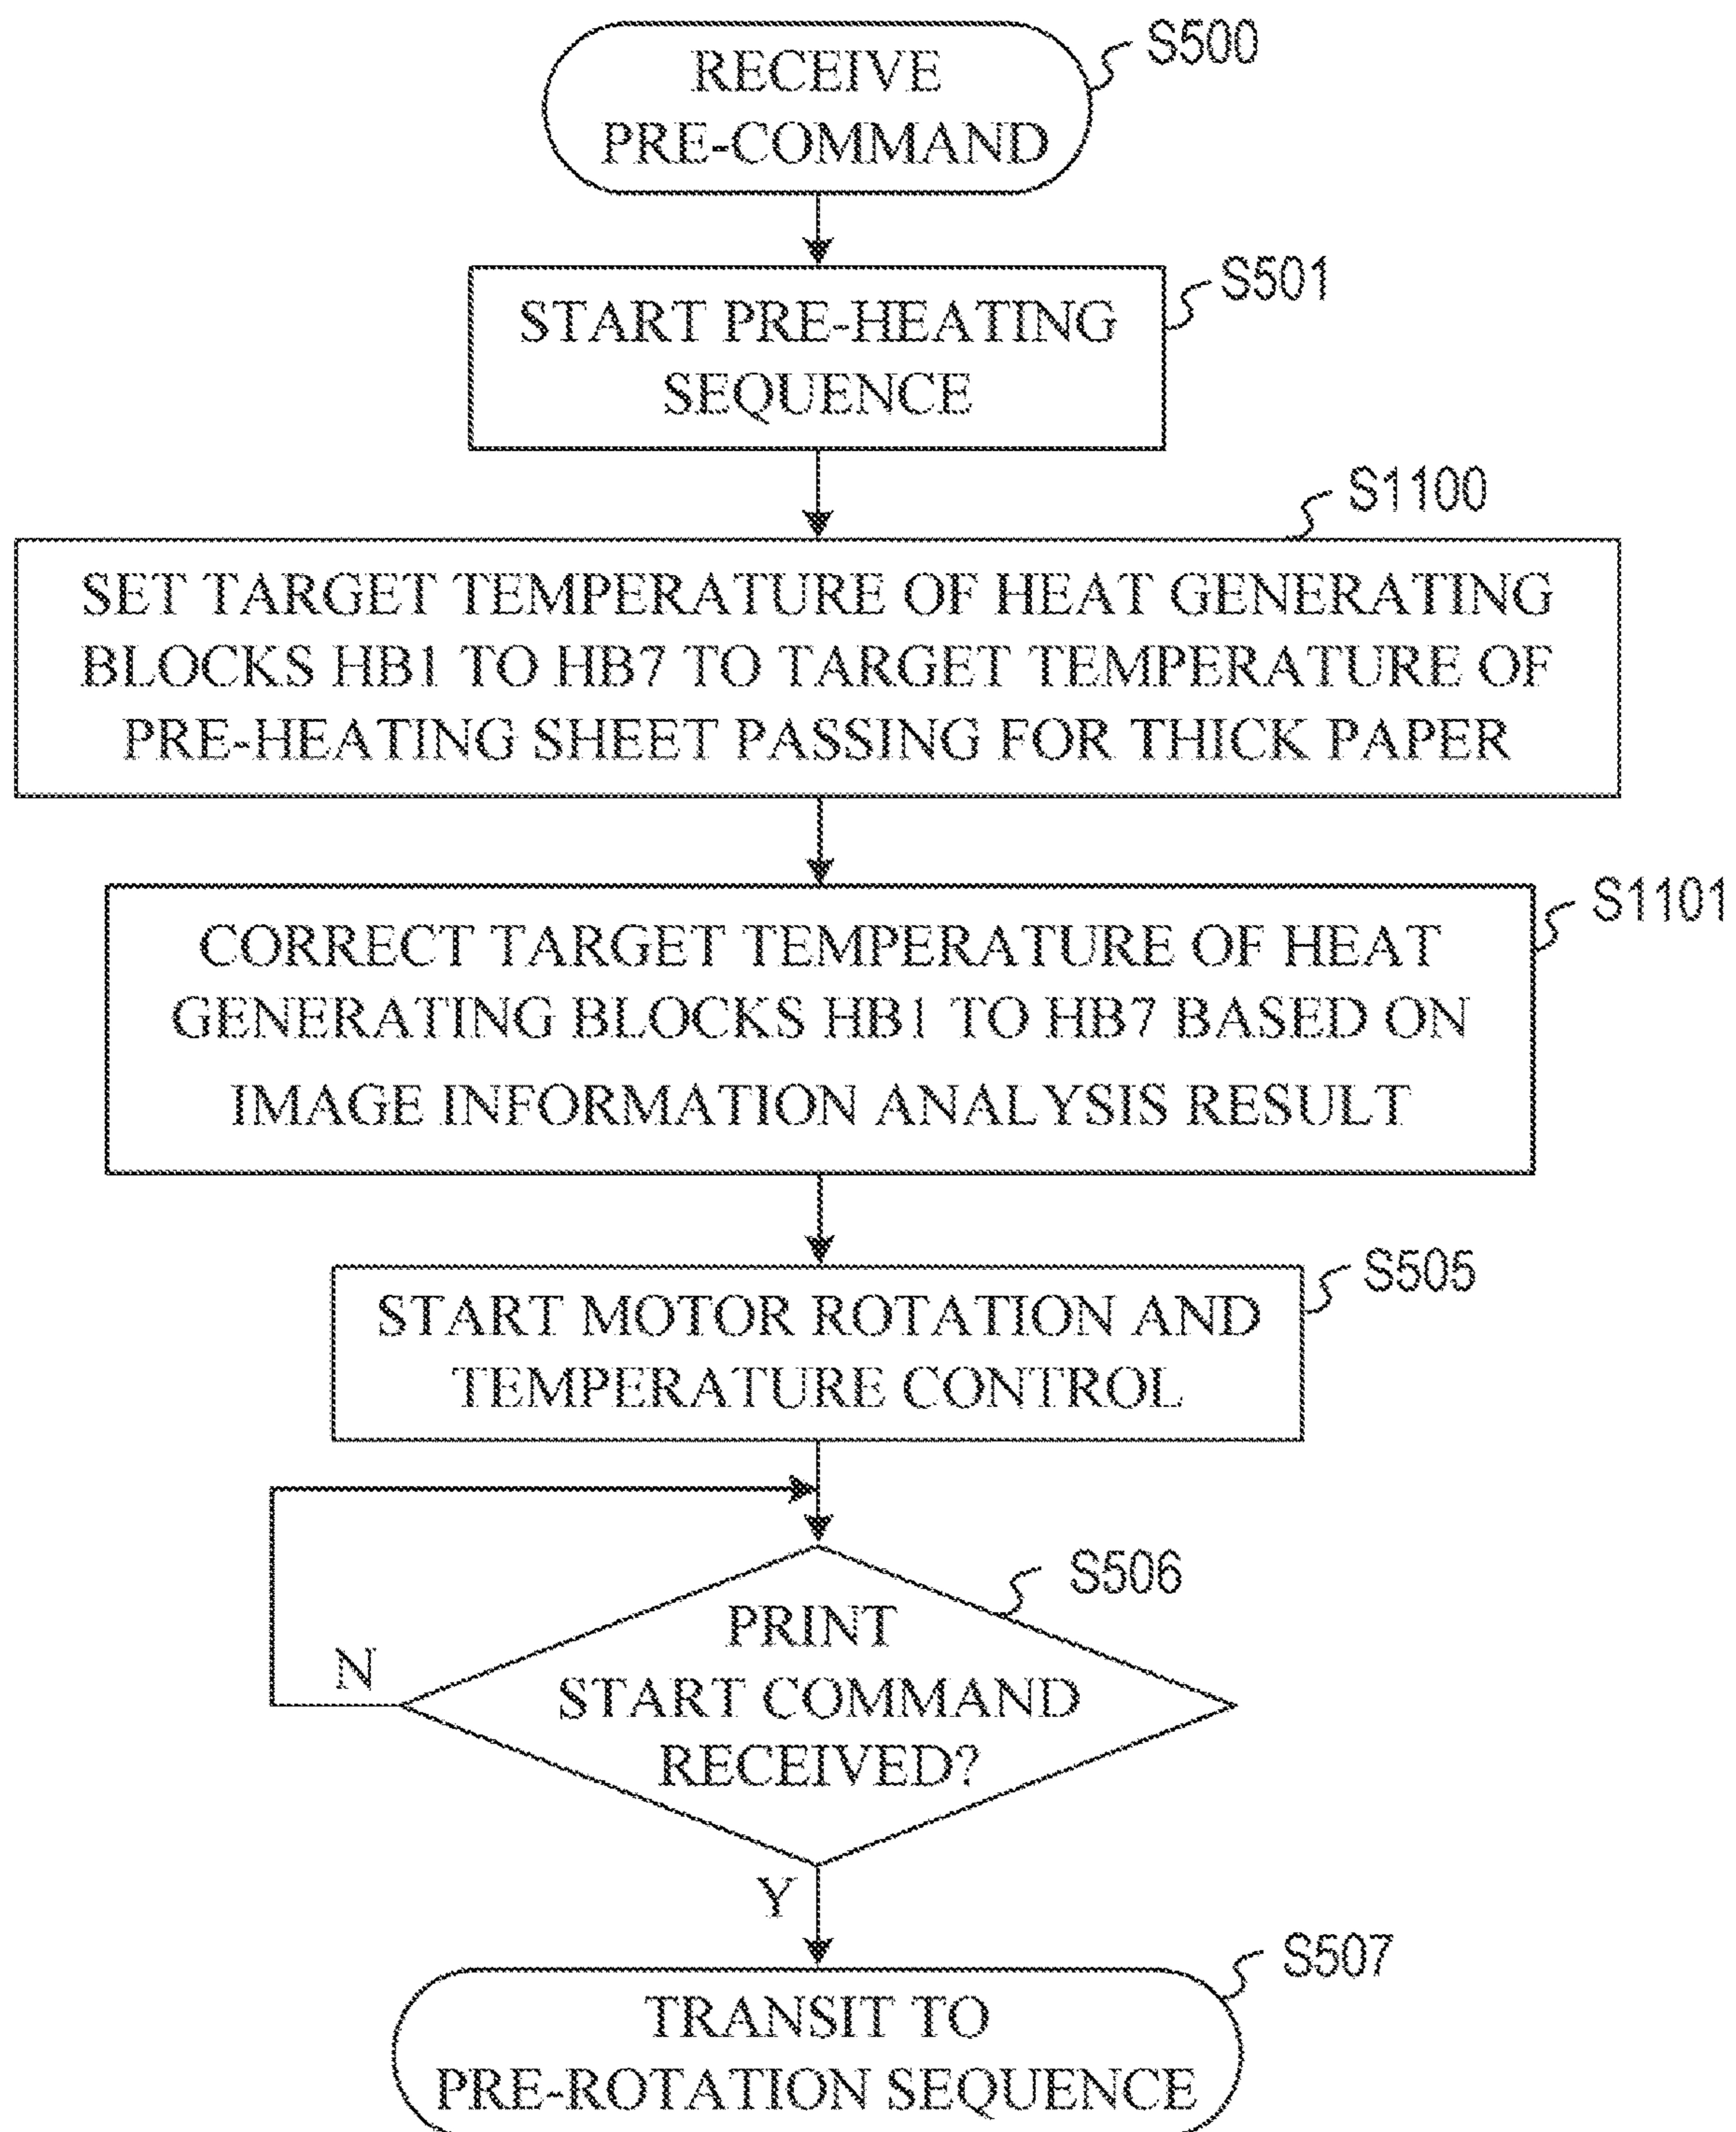 RECEIVE
PRE-COMMAND
S500
START PRE-HEATING
SEQUENCE
S501
S1100
SET TARGET TEMPERATURE OF HEAT GENERATING
BLOCKS HB1 TO HB7 TO TARGET TEMPERATURE OF
PRE-HEATING SHEET PASSING FOR THICK PAPER
S1101
CORRECT TARGET TEMPERATURE OF HEAT
GENERATING BLOCKS HB1 TO HB7 BASED ON
IMAGE INFORMATION ANALYSIS RESULT
S505
START MOTOR ROTATION AND
TEMPERATURE CONTROL
S506
PRINT
START COMMAND
RECEIVED?
N
Y
S507
TRANSIT TO
PRE-ROTATION SEQUENCE